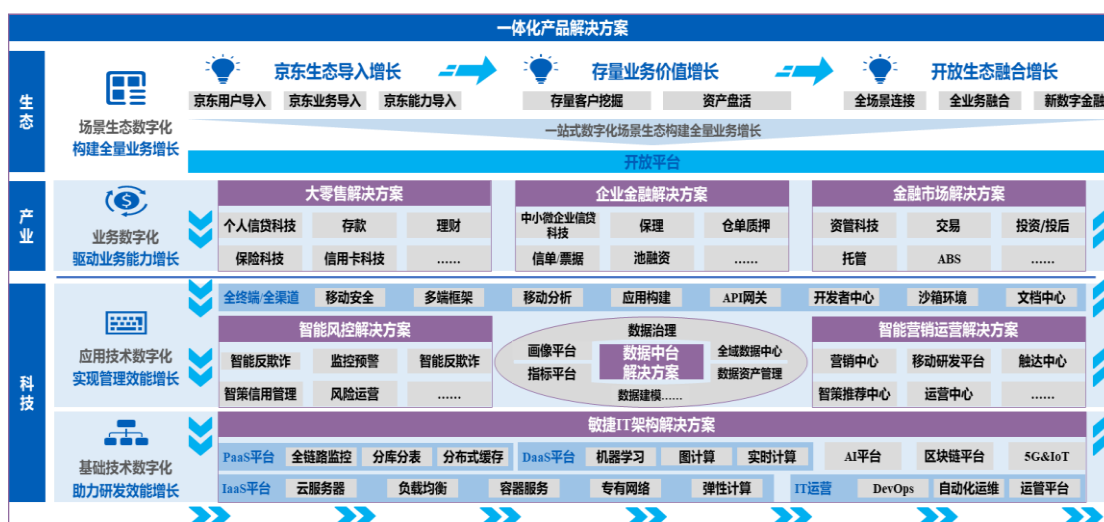 一体化产品解决方案
生态
场景生态数字化
构建全量业务增长
京东生态导入增长
存量业务价值增长
开放生态融合增长
京东用户导入 京东业务导入 京东能力导入
存量客户挖掘 资产盘活
全场景连接 全业务融合 新数字金融
一站式数字化场景生态构建全量业务增长
开放平台
产业
业务数字化
驱动业务能力增长
大零售解决方案
个人信贷科技 存款 理财
保险科技 信用卡科技 ……
企业金融解决方案
中小微企业信贷
科技
保理 仓单质押
信单/票据 池融资 ……
金融市场解决方案
资管科技 交易 投资/投后
托管 ABS ……
科技
应用技术数字化
实现管理效能增长
全终端/全渠道 移动安全 多端框架 移动分析 应用构建 API网关 开发者中心 沙箱环境 文档中心
智能风控解决方案
智能反欺诈 监控预警 智能反欺诈
智策信用管理 风险运营 ……
数据治理
画像平台
指标平台
数据中台
解决方案
全域数据中心
数据资产管理
数据建模……
智能营销运营解决方案
营销中心 移动研发平台 触达中心
智策推荐中心 运营中心 ……
基础技术数字化
助力研发效能增长
敏捷IT架构解决方案
PaaS平台 全链路监控 分库分表 分布式缓存 DaaS平台 机器学习 图计算 实时计算 AI平台 区块链平台 5G&IoT
IaaS平台 云服务器 负载均衡 容器服务 专有网络 弹性计算 IT运营 DevOps 自动化运维 运管平台